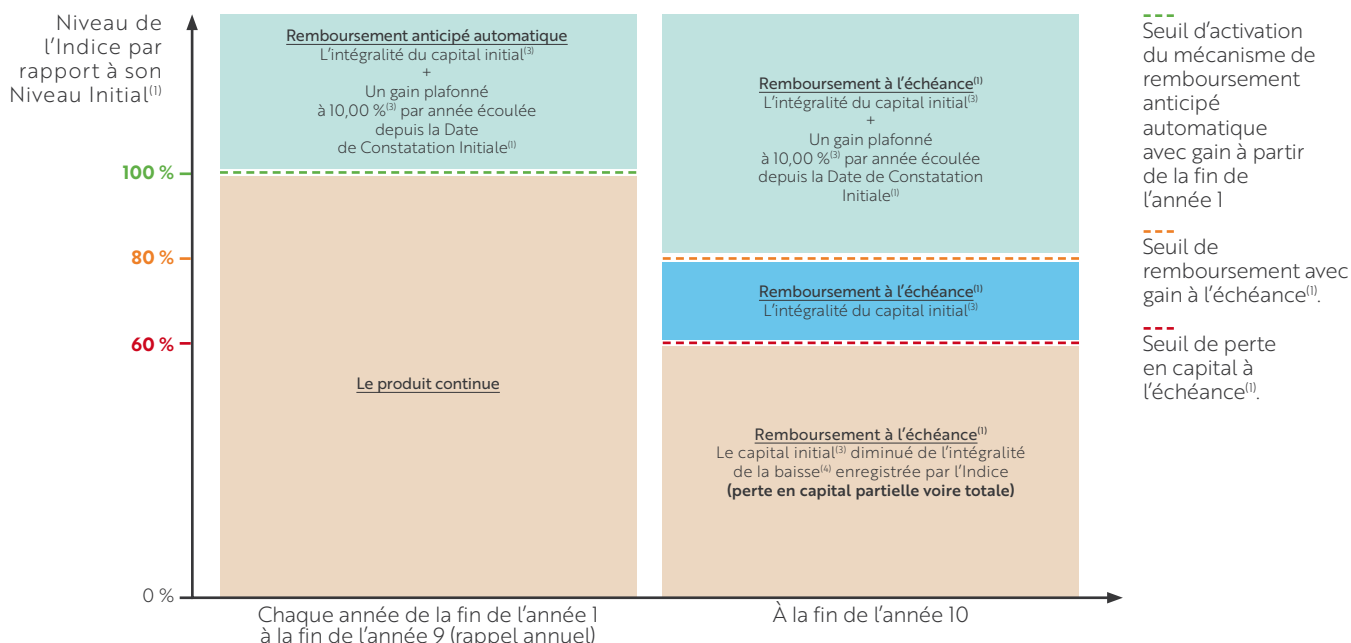 Niveau de
l'Indice par
rapport à son
Niveau Initial(1)
100 %
80 %
60 %
0 %
Remboursement anticipé automatique
L'intégralité du capital initial(3)
+
Un gain plafonné
à 10,00 %(3) par année écoulée
depuis la Date
de Constatation Initiale(1)
Le produit continue
Chaque année de la fin de l'année 1
à la fin de l'année 9 (rappel annuel)
Remboursement à l'échéance(1)
L'intégralité du capital initial(3)
+
Un gain plafonné
à 10,00 %(3) par année écoulée
depuis la Date de Constatation
Initiale(1)
Remboursement à l'échéance(1)
L'intégralité du capital initial(3)
Remboursement à l'échéance(1)
Le capital initial(3) diminué de l'intégralité
de la baisse(4) enregistrée par l'Indice
(perte en capital partielle voire totale)
À la fin de l'année 10
Seuil d'activation
du mécanisme de
remboursement
anticipé
automatique
avec gain à partir
de la fin de
l'année 1
Seuil de
remboursement avec
gain à l'échéance(1).
Seuil de perte
en capital à
l'échéance(1).